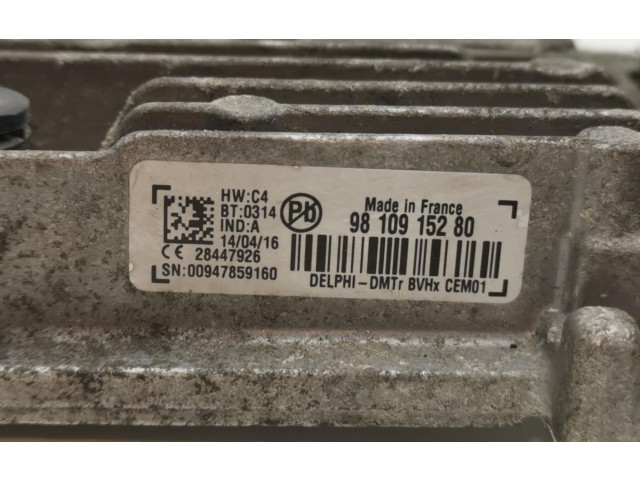 HW:C4
BT:0314
IND:A
14/04/16
CE 28447926
SN:00947859160
Pb
Made in France
98 109 152 80
DELPHI-DMTr BVHx CEM01